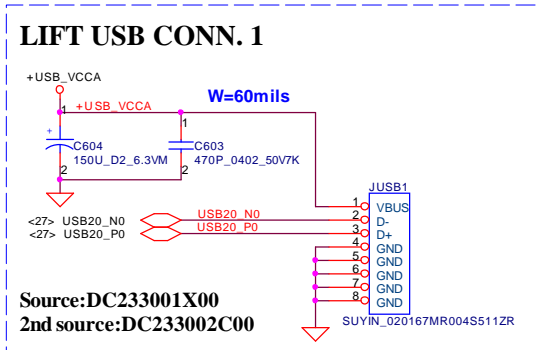 LIFT USB CONN. 1
+USB_VCCA
+USB_VCCA
W=60mils
1
1
+
C604
150U_D2_6.3VM
C603
470P_0402_50V7K
2
2
JUSB1
1 VBUS
2 D-
3 D+
4 GND
5 GND
6 GND
7 GND
8 GND
<27> USB20_N0
USB20_N0
<27> USB20_P0
USB20_P0
Source:DC233001X00
2nd source:DC233002C00
SUYIN_020167MR004S511ZR